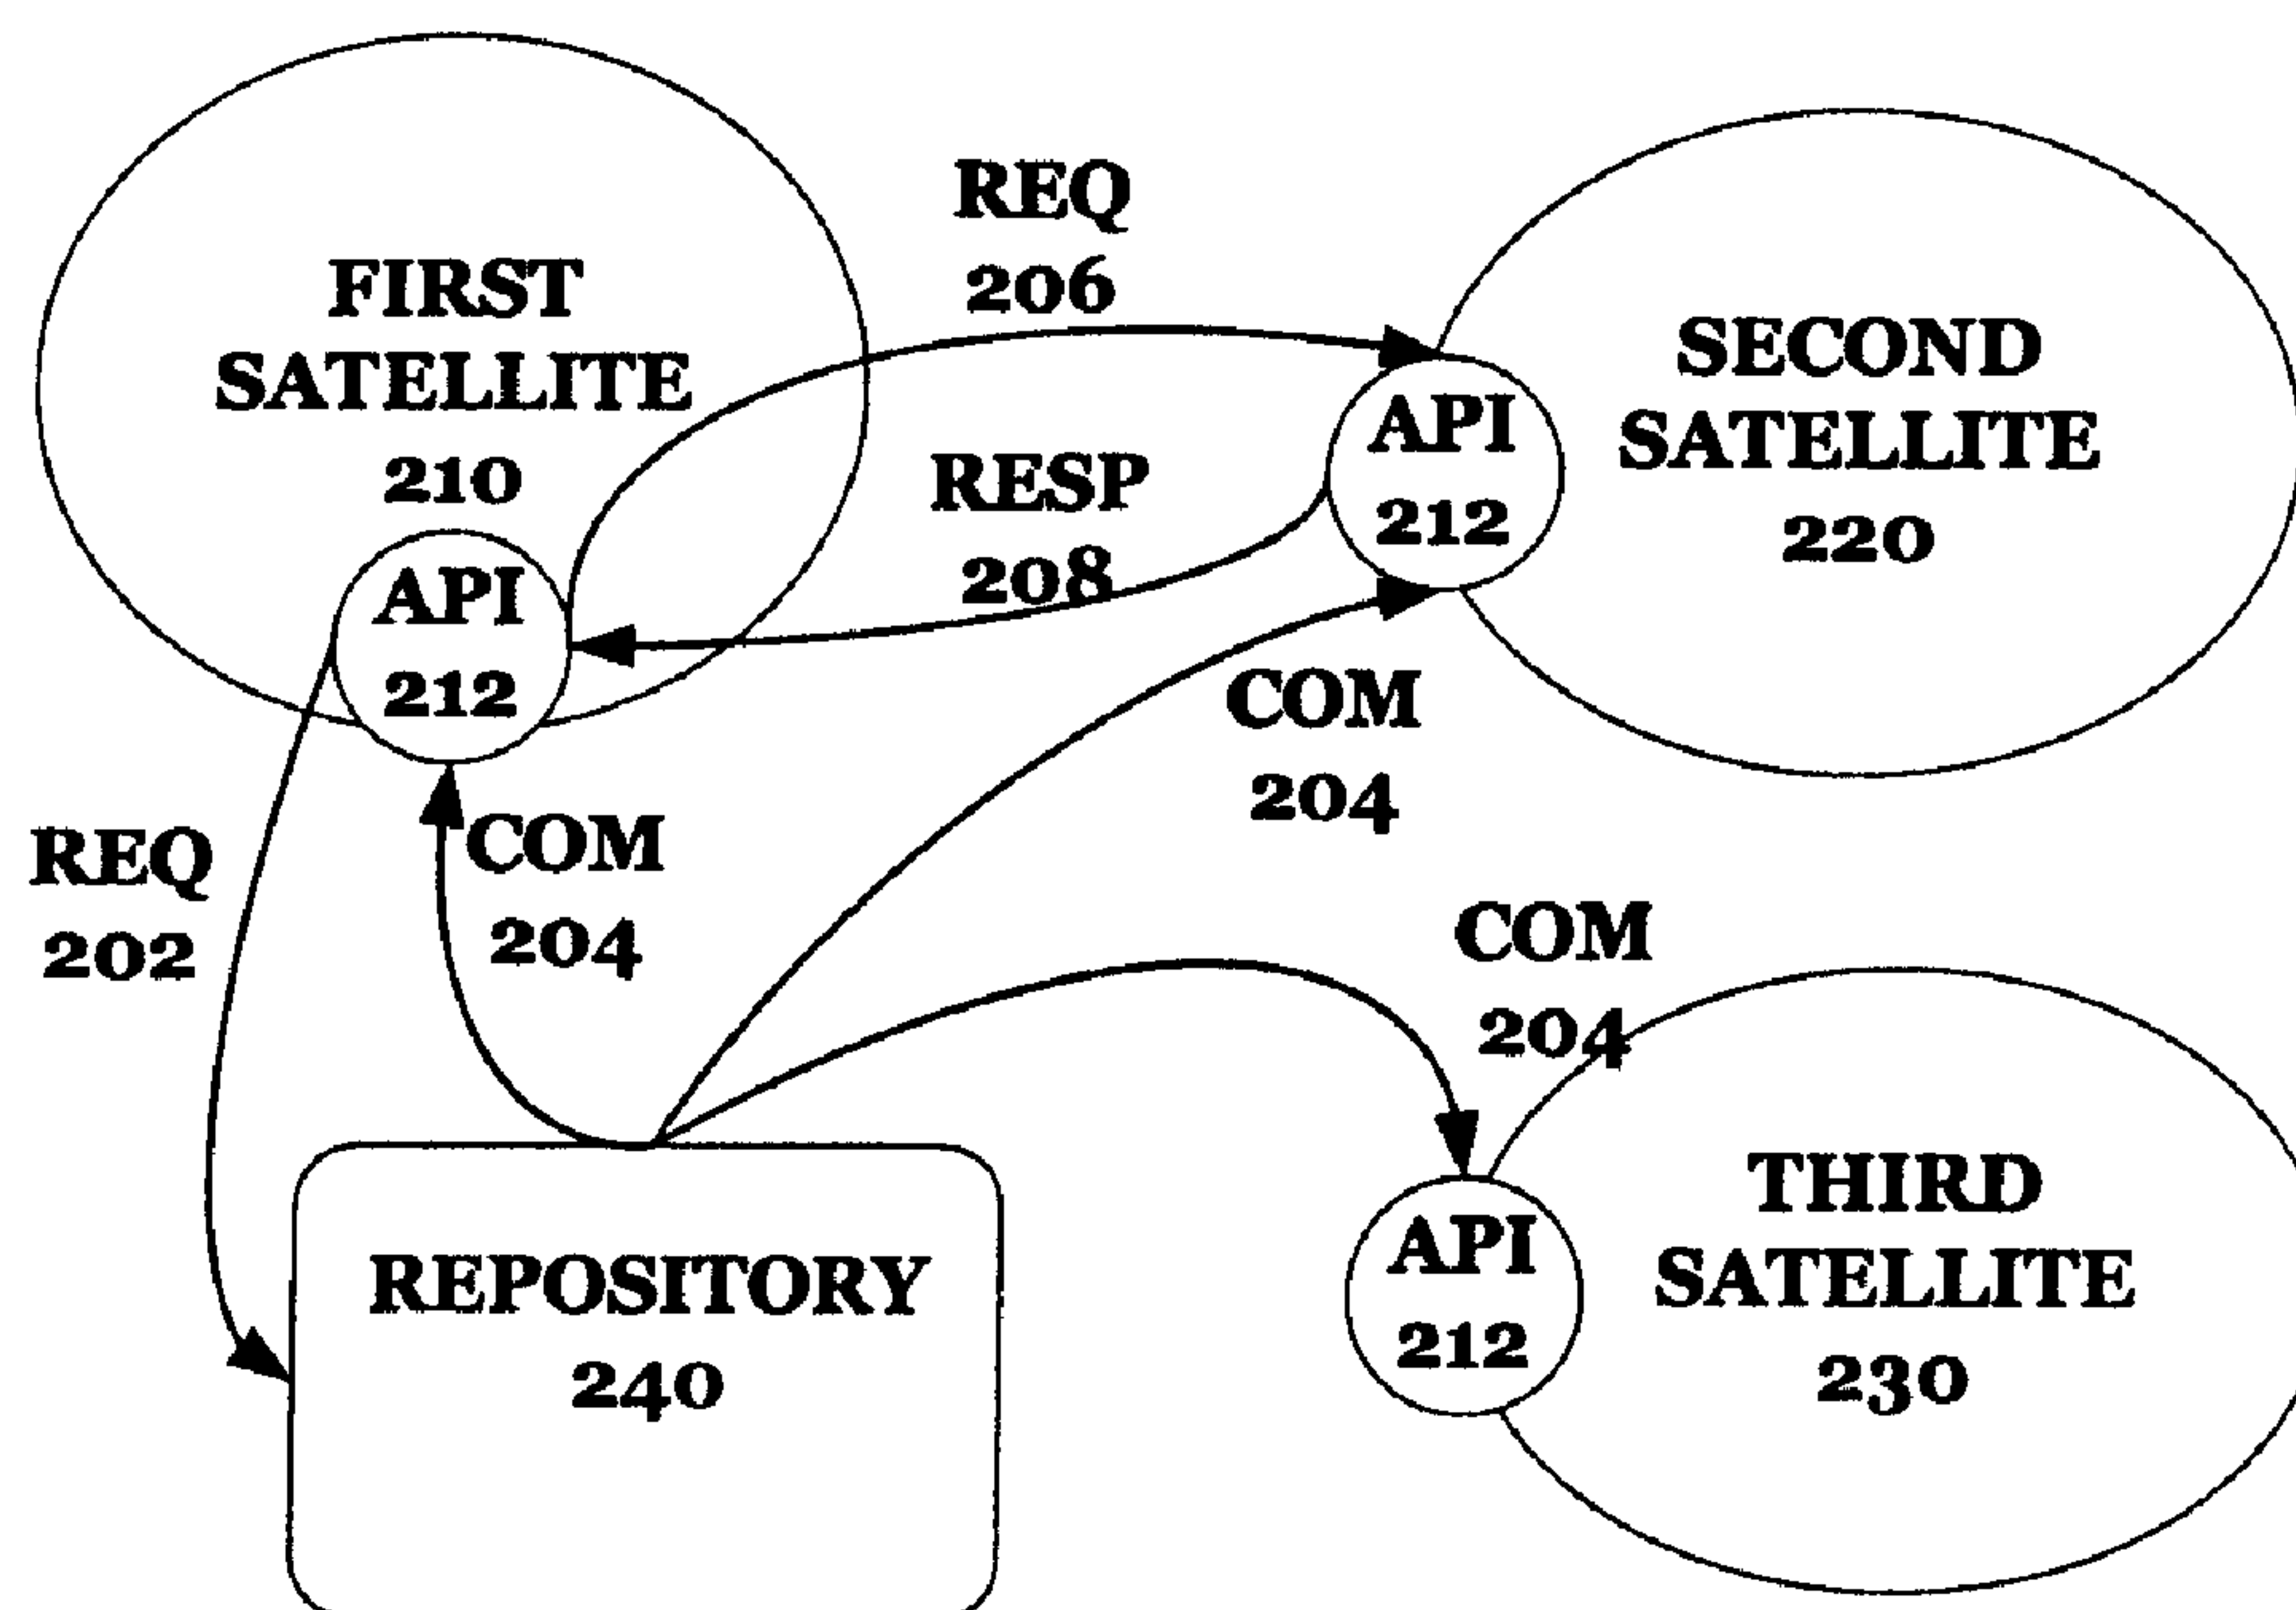 FIRST
SATELLITE
210
API
212
REQ
206
RESP
208
API
212
SECOND
SATELLITE
220
REQ
202
COM
204
COM
204
COM
204
REPOSITORY
240
API
212
THIRD
SATELLITE
230